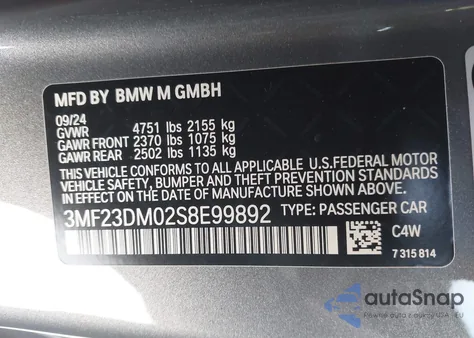 MFD BY BMW M GMBH
09/24
GVWR 4751 lbs 2155 kg
GAWR FRONT 2370 lbs 1075 kg
GAWR REAR 2502 lbs 1135 kg
THIS VEHICLE CONFORMS TO ALL APPLICABLE U.S.FEDERAL MOTOR
VEHICLE SAFETY, BUMPER AND THEFT PREVENTION STANDARDS
IN EFFECT ON THE DATE OF MANUFACTURE SHOWN ABOVE.
3MF23DM02S8E99892 TYPE: PASSENGER CAR
C4W
7 315 814
autoSnap